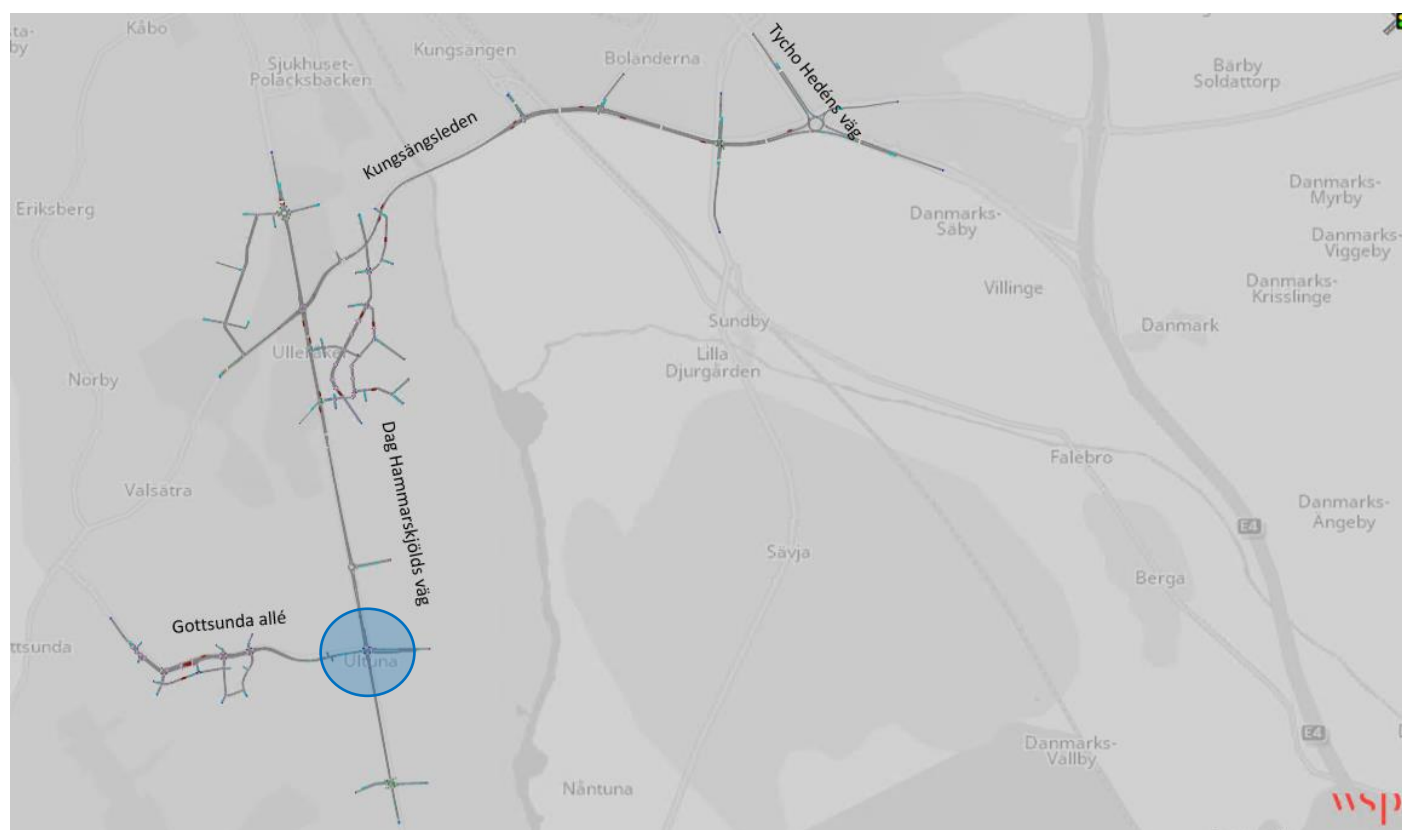 Kåbo
Kungsängen
Boländerna
Tycho Hedéns väg
Bärby
Soldattorp
Sjukhuset-
Polacksbacken
Kungsängsleden
Eriksberg
Danmarks-
Myrby
Danmarks-
Säby
Danmarks-
Viggeby
Danmarks-
Krisslinge
Villinge
Danmark
Sundby
Lilla
Djurgården
Norby
Dag Hammarskjölds väg
Falebro
Valsätra
Danmarks-
Ängeby
E4
Sävja
Berga
Gottsunda allé
ttsunda
Ultuna
E4
Danmarks-
Vallby
Nåntuna
wsp